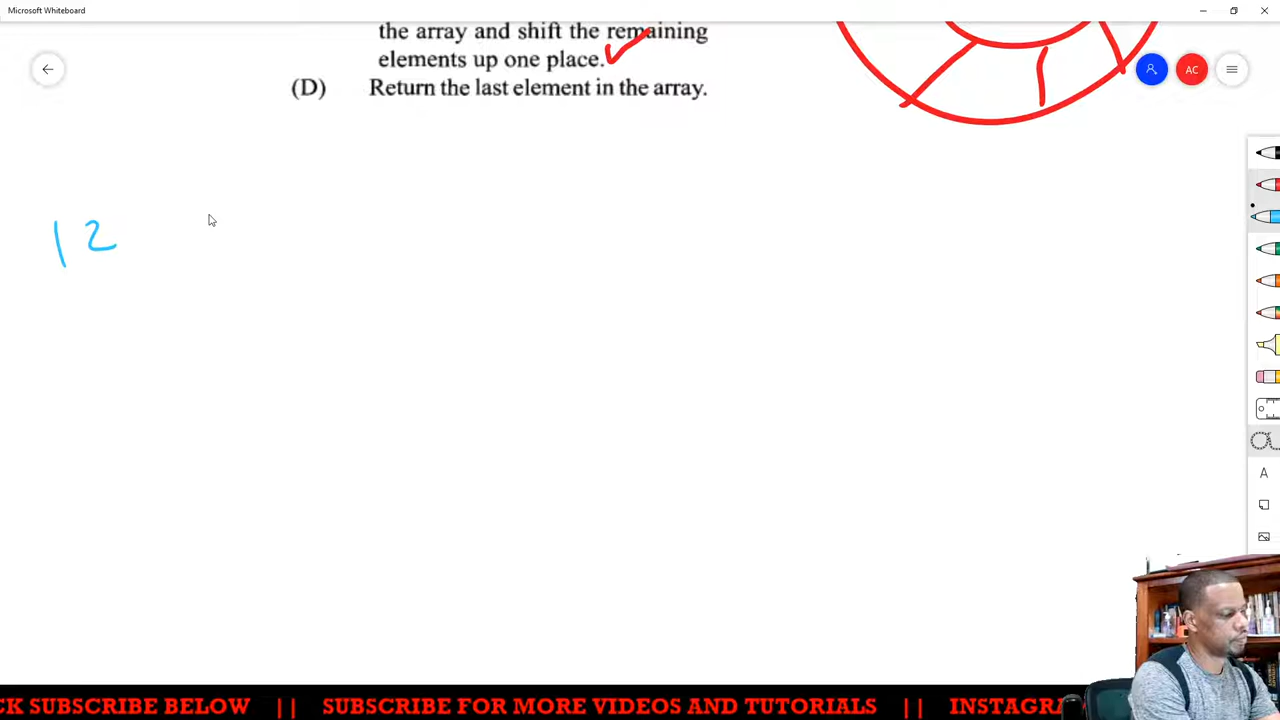 Microsoft Whiteboard
the array and shift the remaining
elements up one place.
(D) Return the last element in the array.
AC
12
A
CK SUBSCRIBE BELOW || SUBSCRIBE FOR MORE VIDEOS AND TUTORIALS || INSTAGRA